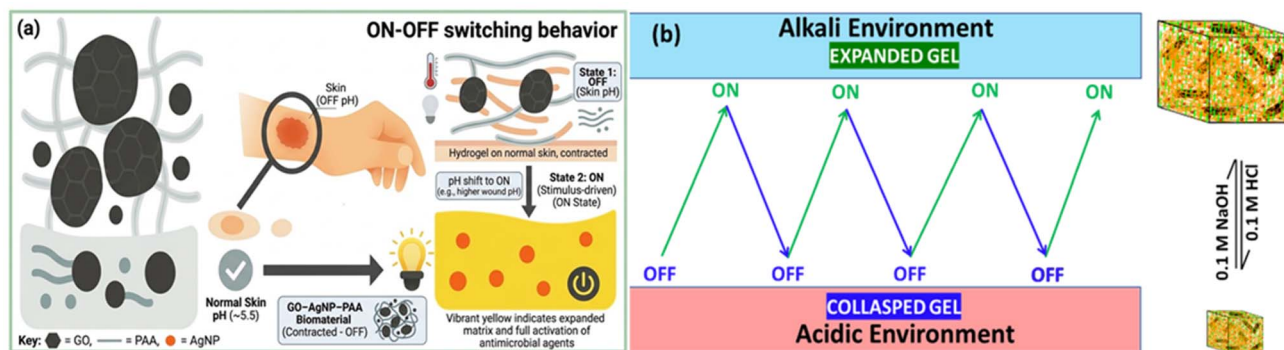 (a)
ON-OFF switching behavior
Skin
(OFF pH)
State 1:
OFF
(Skin pH)
Hydrogel on normal skin, contracted
pH shift to ON
(e.g., higher wound pH)
State 2: ON
(Stimulus-driven)
(ON State)
Normal Skin
pH (~5.5)
GO–AgNP–PAA
Biomaterial
(Contracted - OFF)
Vibrant yellow indicates expanded
matrix and full activation of
antimicrobial agents
Key: = GO, = PAA, = AgNP
(b)
Alkali Environment
EXPANDED GEL
ON ON ON ON
OFF OFF OFF OFF
COLLASPED GEL
Acidic Environment
0.1 M NaOH
0.1 M HCl